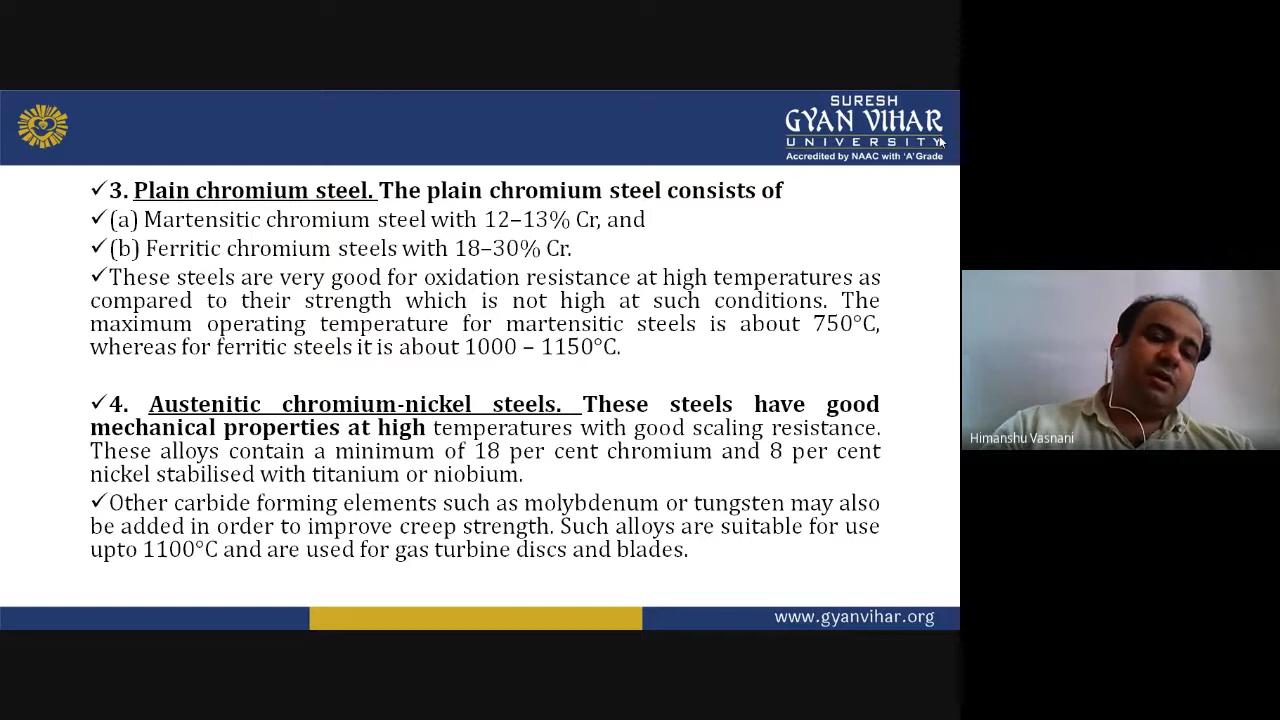 SURESH
GYAN VIHAR
UNIVERSITY
Accredited by NAAC with 'A' Grade
✓3. Plain chromium steel. The plain chromium steel consists of
✓(a) Martensitic chromium steel with 12–13% Cr, and
✓(b) Ferritic chromium steels with 18–30% Cr.
✓These steels are very good for oxidation resistance at high temperatures as
compared to their strength which is not high at such conditions. The
maximum operating temperature for martensitic steels is about 750°C,
whereas for ferritic steels it is about 1000 – 1150°C.
✓4. Austenitic chromium-nickel steels. These steels have good
mechanical properties at high temperatures with good scaling resistance.
These alloys contain a minimum of 18 per cent chromium and 8 per cent
nickel stabilised with titanium or niobium.
✓Other carbide forming elements such as molybdenum or tungsten may also
be added in order to improve creep strength. Such alloys are suitable for use
upto 1100°C and are used for gas turbine discs and blades.
www.gyanvihar.org
Himanshu Vasnani